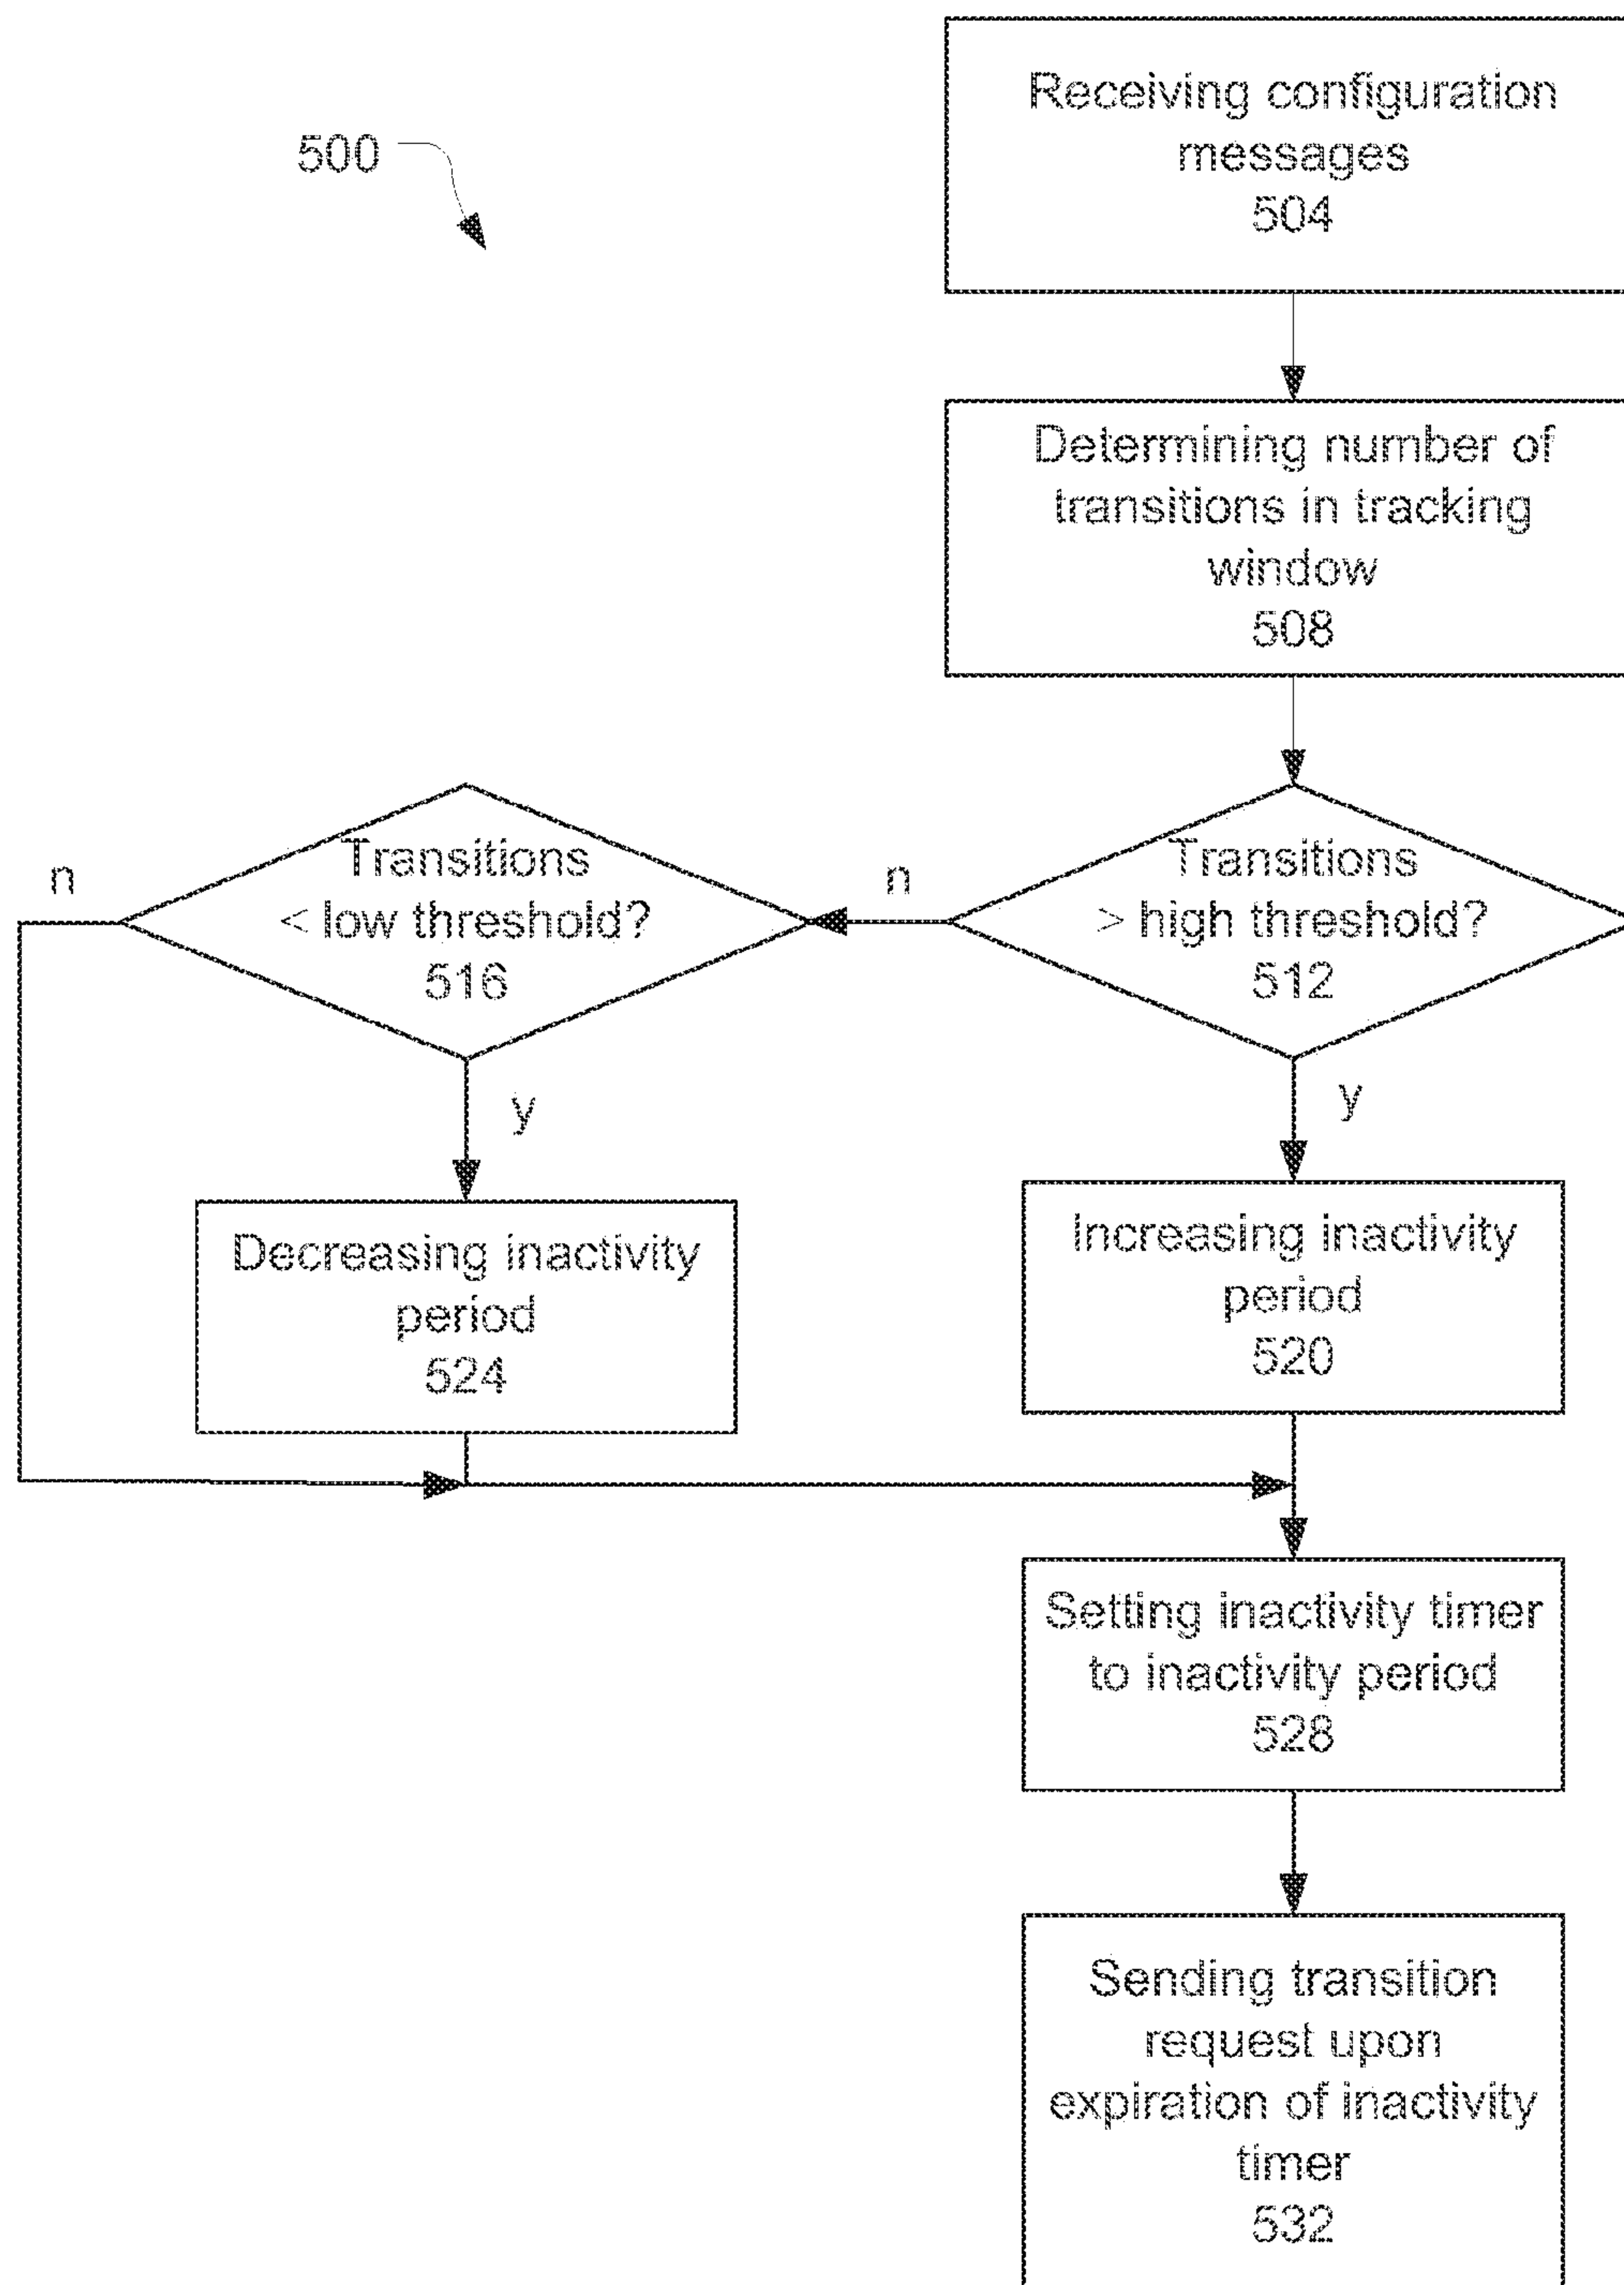 500
Receiving configuration
messages
504
Determining number of
transitions in tracking
window
508
Transitions
> high threshold?
512
n
y
Transitions
< low threshold?
516
n
y
Decreasing inactivity
period
524
Increasing inactivity
period
520
Setting inactivity timer
to inactivity period
528
Sending transition
request upon
expiration of inactivity
timer
532